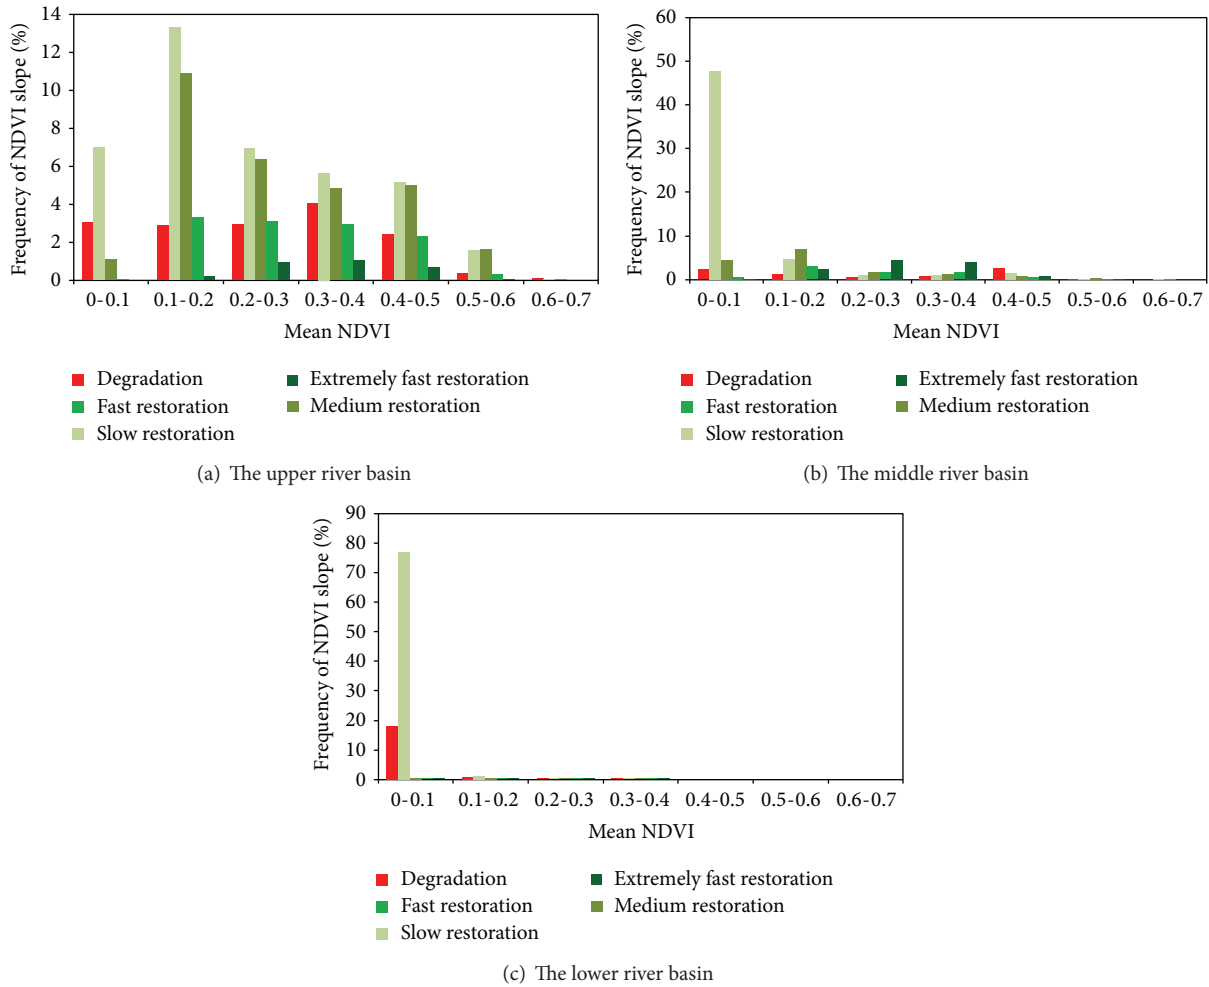 Frequency of NDVI slope (%)
14
12
10
8
6
4
2
0
0-0.1 0.1-0.2 0.2-0.3 0.3-0.4 0.4-0.5 0.5-0.6 0.6-0.7
Mean NDVI
Degradation
Fast restoration
Slow restoration
Extremely fast restoration
Medium restoration
(a) The upper river basin
Frequency of NDVI slope (%)
60
50
40
30
20
10
0
0-0.1 0.1-0.2 0.2-0.3 0.3-0.4 0.4-0.5 0.5-0.6 0.6-0.7
Mean NDVI
Degradation
Fast restoration
Slow restoration
Extremely fast restoration
Medium restoration
(b) The middle river basin
Frequency of NDVI slope (%)
90
80
70
60
50
40
30
20
10
0
0-0.1 0.1-0.2 0.2-0.3 0.3-0.4 0.4-0.5 0.5-0.6 0.6-0.7
Mean NDVI
Degradation
Fast restoration
Slow restoration
Extremely fast restoration
Medium restoration
(c) The lower river basin